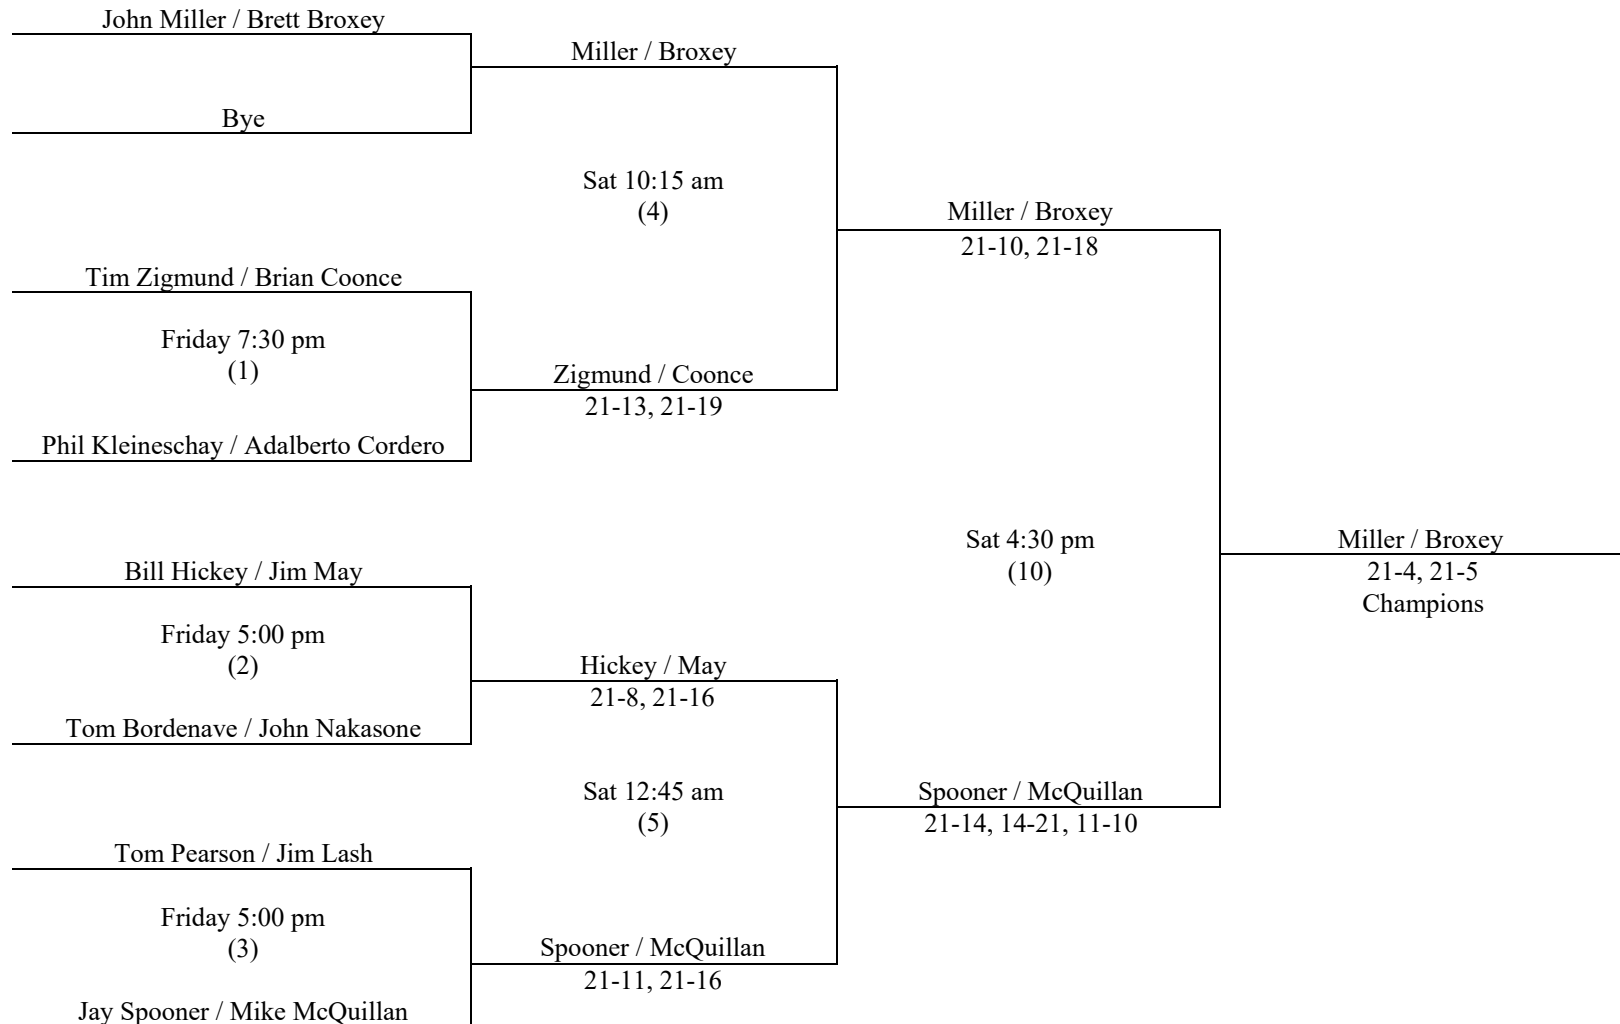 John Miller / Brett Broxey
Miller / Broxey
Bye
Sat 10:15 am
(4)
Miller / Broxey
21-10, 21-18
Tim Zigmund / Brian Coonce
Friday 7:30 pm
(1)
Zigmund / Coonce
21-13, 21-19
Phil Kleineschay / Adalberto Cordero
Sat 4:30 pm
(10)
Miller / Broxey
21-4, 21-5
Champions
Bill Hickey / Jim May
Friday 5:00 pm
(2)
Hickey / May
21-8, 21-16
Tom Bordenave / John Nakasone
Sat 12:45 am
(5)
Spooner / McQuillan
21-14, 14-21, 11-10
Tom Pearson / Jim Lash
Friday 5:00 pm
(3)
Spooner / McQuillan
21-11, 21-16
Jay Spooner / Mike McQuillan